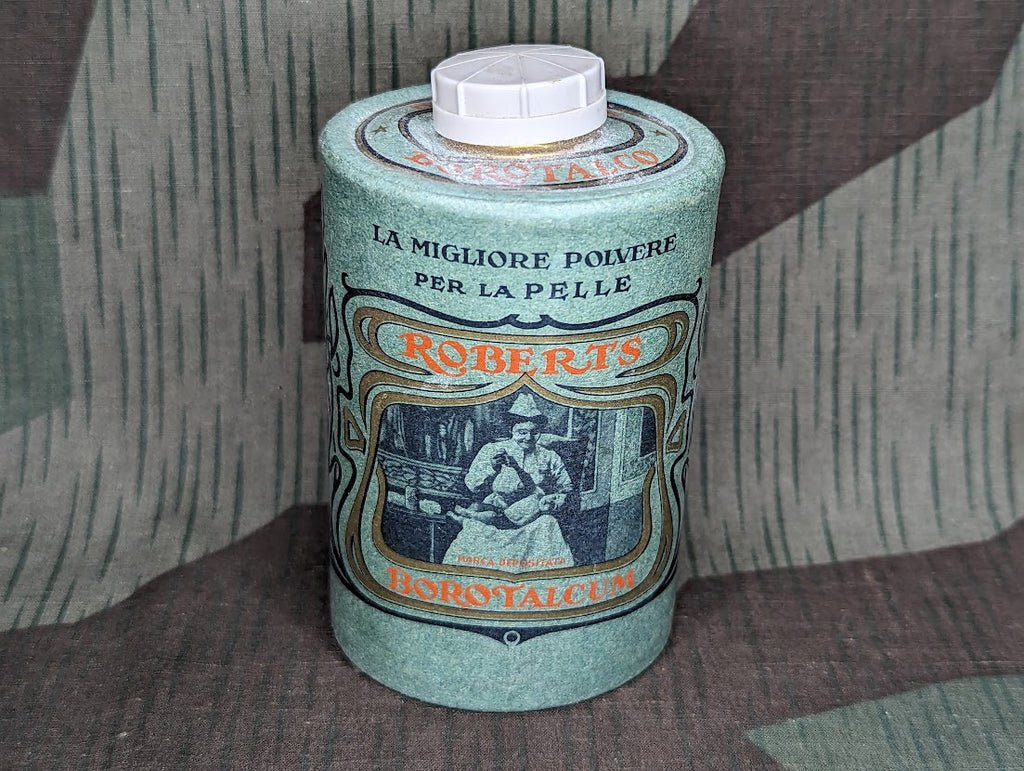 BOROTALCO
LA MIGLIORE POLVERE
PER LA PELLE
ROBERTS
MARCA DEPOSITATA
BOROTALCUM